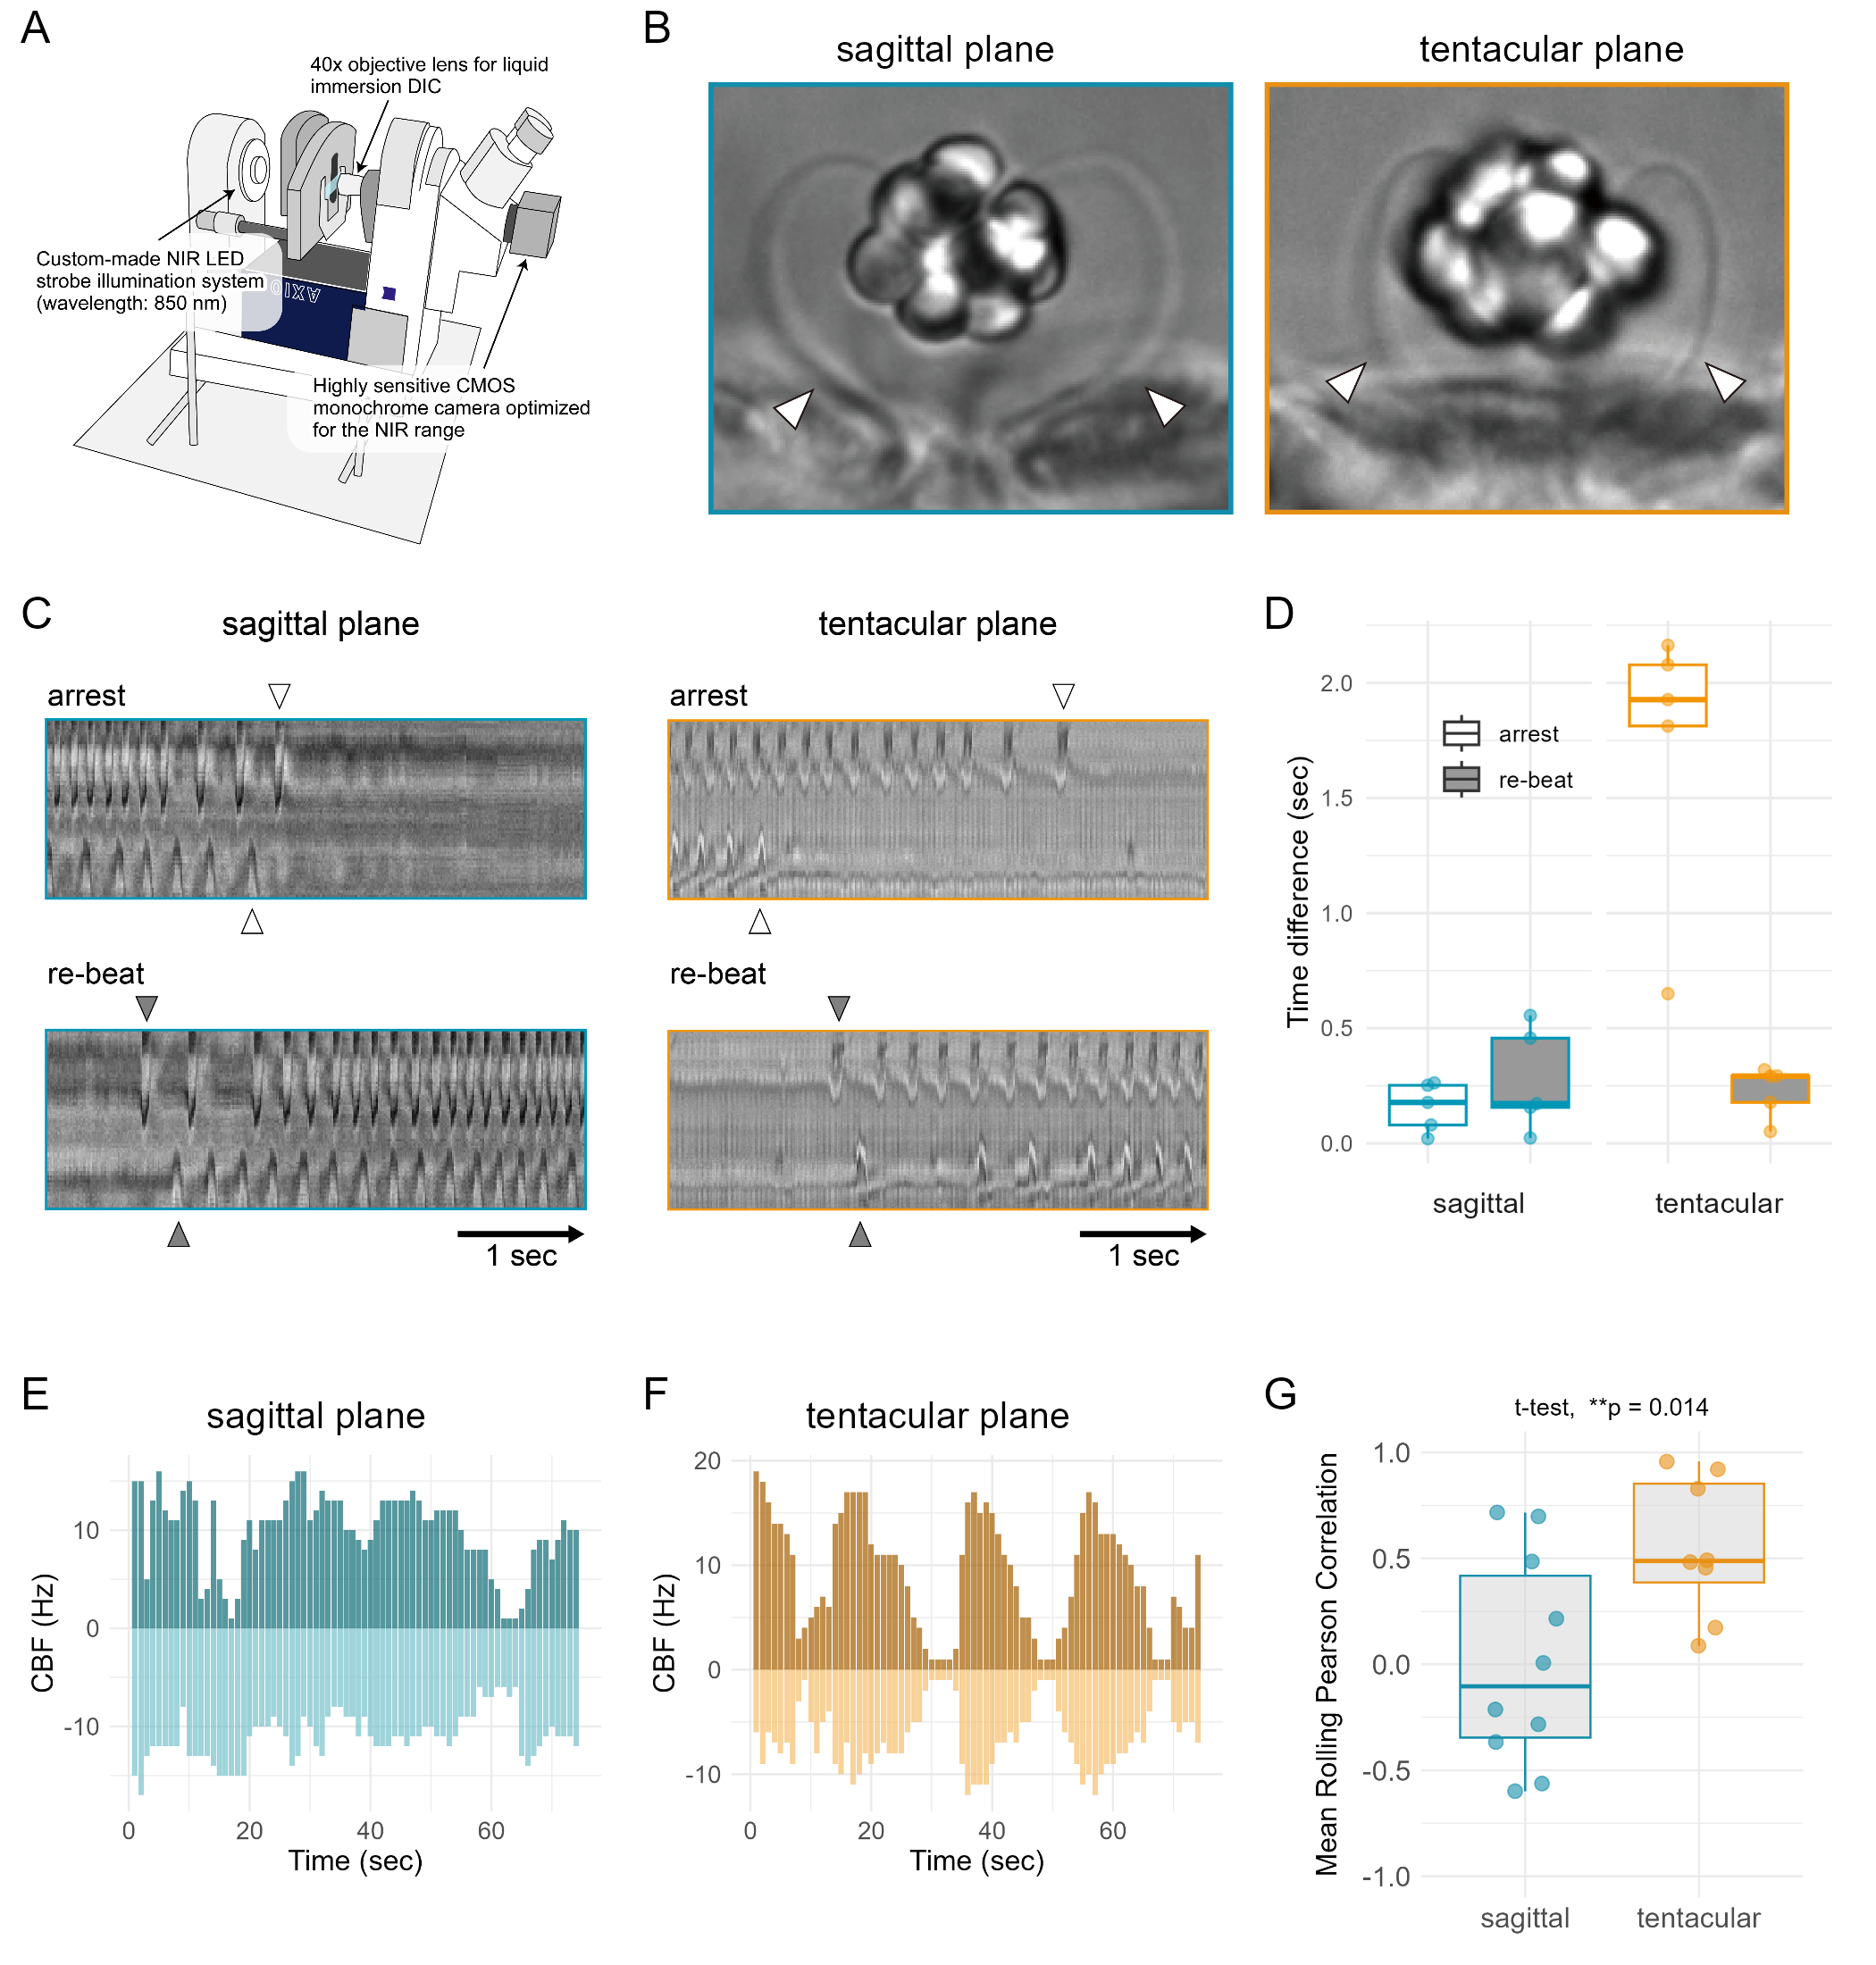 A
40x objective lens for liquid
immersion DIC
Custom-made NIR LED
strobe illumination system
(wavelength: 850 nm)
AXIO
Highly sensitive CMOS
monochrome camera optimized
for the NIR range
B
sagittal plane
tentacular plane
C
sagittal plane
tentacular plane
arrest
arrest
re-beat
re-beat
1 sec
1 sec
D
Time difference (sec)
2.0
1.5
1.0
0.5
0.0
arrest
re-beat
sagittal
tentacular
E
sagittal plane
CBF (Hz)
10
0
-10
0
20
40
60
Time (sec)
F
tentacular plane
CBF (Hz)
20
10
0
-10
0
20
40
60
Time (sec)
G
t-test, **p = 0.014
Mean Rolling Pearson Correlation
1.0
0.5
0.0
-0.5
-1.0
sagittal
tentacular